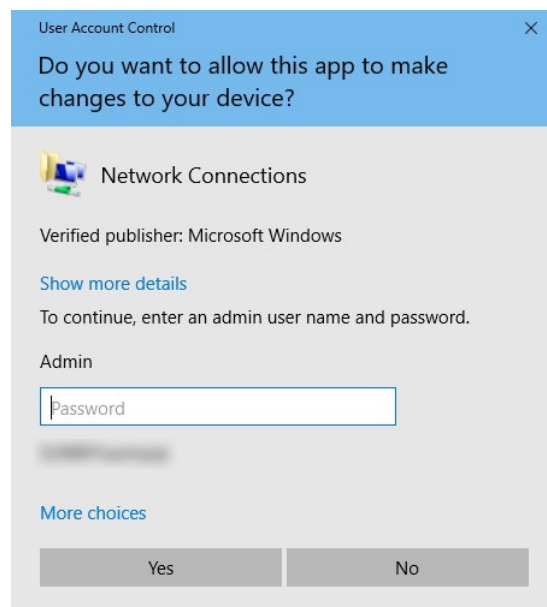 User Account Control
Do you want to allow this app to make
changes to your device?
Network Connections
Verified publisher: Microsoft Windows
Show more details
To continue, enter an admin user name and password.
Admin
Password
More choices
Yes
No